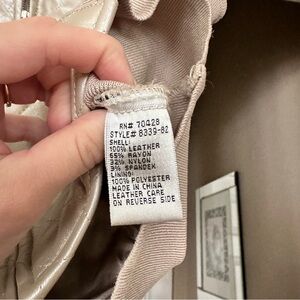 RN# 70428
STYLE# 8339-82
SHELL:
100% LEATHER
65% RAYON
32% NYLON
3% SPANDEX
LINING:
100% POLYESTER
MADE IN CHINA
LEATHER CARE
ON REVERSE SIDE